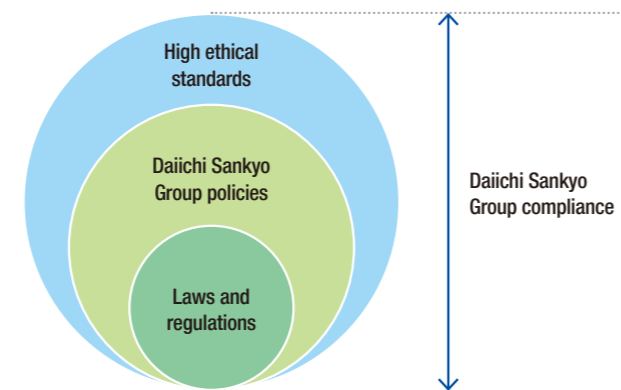 High ethical
standards
Daiichi Sankyo
Group policies
Laws and
regulations
Daiichi Sankyo
Group compliance